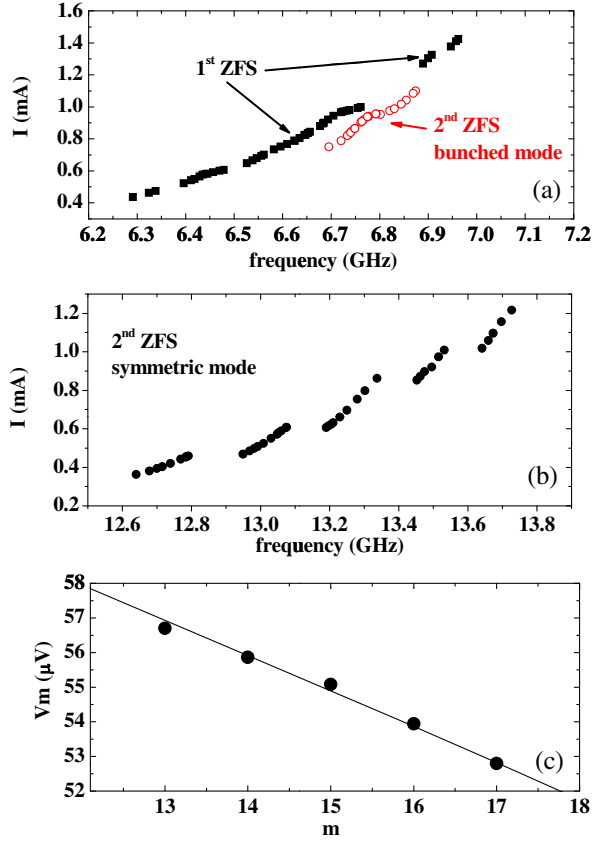 1.6
1.4
1.2
1.0
0.8
0.6
0.4
I (mA)
1st ZFS
2nd ZFS
bunched mode
(a)
6.2 6.3 6.4 6.5 6.6 6.7 6.8 6.9 7.0 7.1 7.2
frequency (GHz)
1.2
1.0
0.8
0.6
0.4
0.2
I (mA)
2nd ZFS
symmetric mode
(b)
12.6 12.8 13.0 13.2 13.4 13.6 13.8
frequency (GHz)
58
57
56
55
54
53
52
Vm (μV)
(c)
13 14 15 16 17 18
m